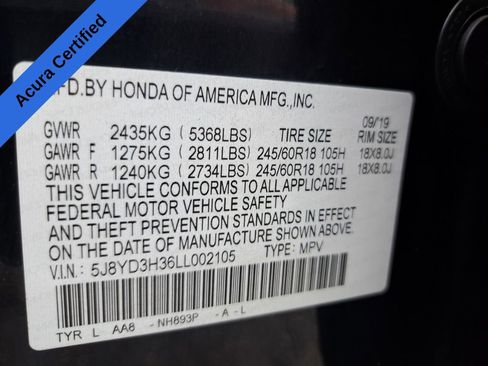 Acura Certified
MFD.BY HONDA OF AMERICA MFG.,INC.
09/19
GVWR 2435KG (5368LBS) TIRE SIZE RIM SIZE
GAWR F 1275KG (2811LBS) 245/60R18 105H 18X8.0J
GAWR R 1240KG (2734LBS) 245/60R18 105H 18X8.0J
THIS VEHICLE CONFORMS TO ALL APPLICABLE
FEDERAL MOTOR VEHICLE SAFETY
AND THEFT PREVENTION STANDARDS IN EFFECT
ON THE DATE OF MANUFACTURE SHOWN ABOVE.
V.I.N.: 5J8YD3H36LL002105 TYPE: MPV
TYR L AA8 -NH893P -A -L